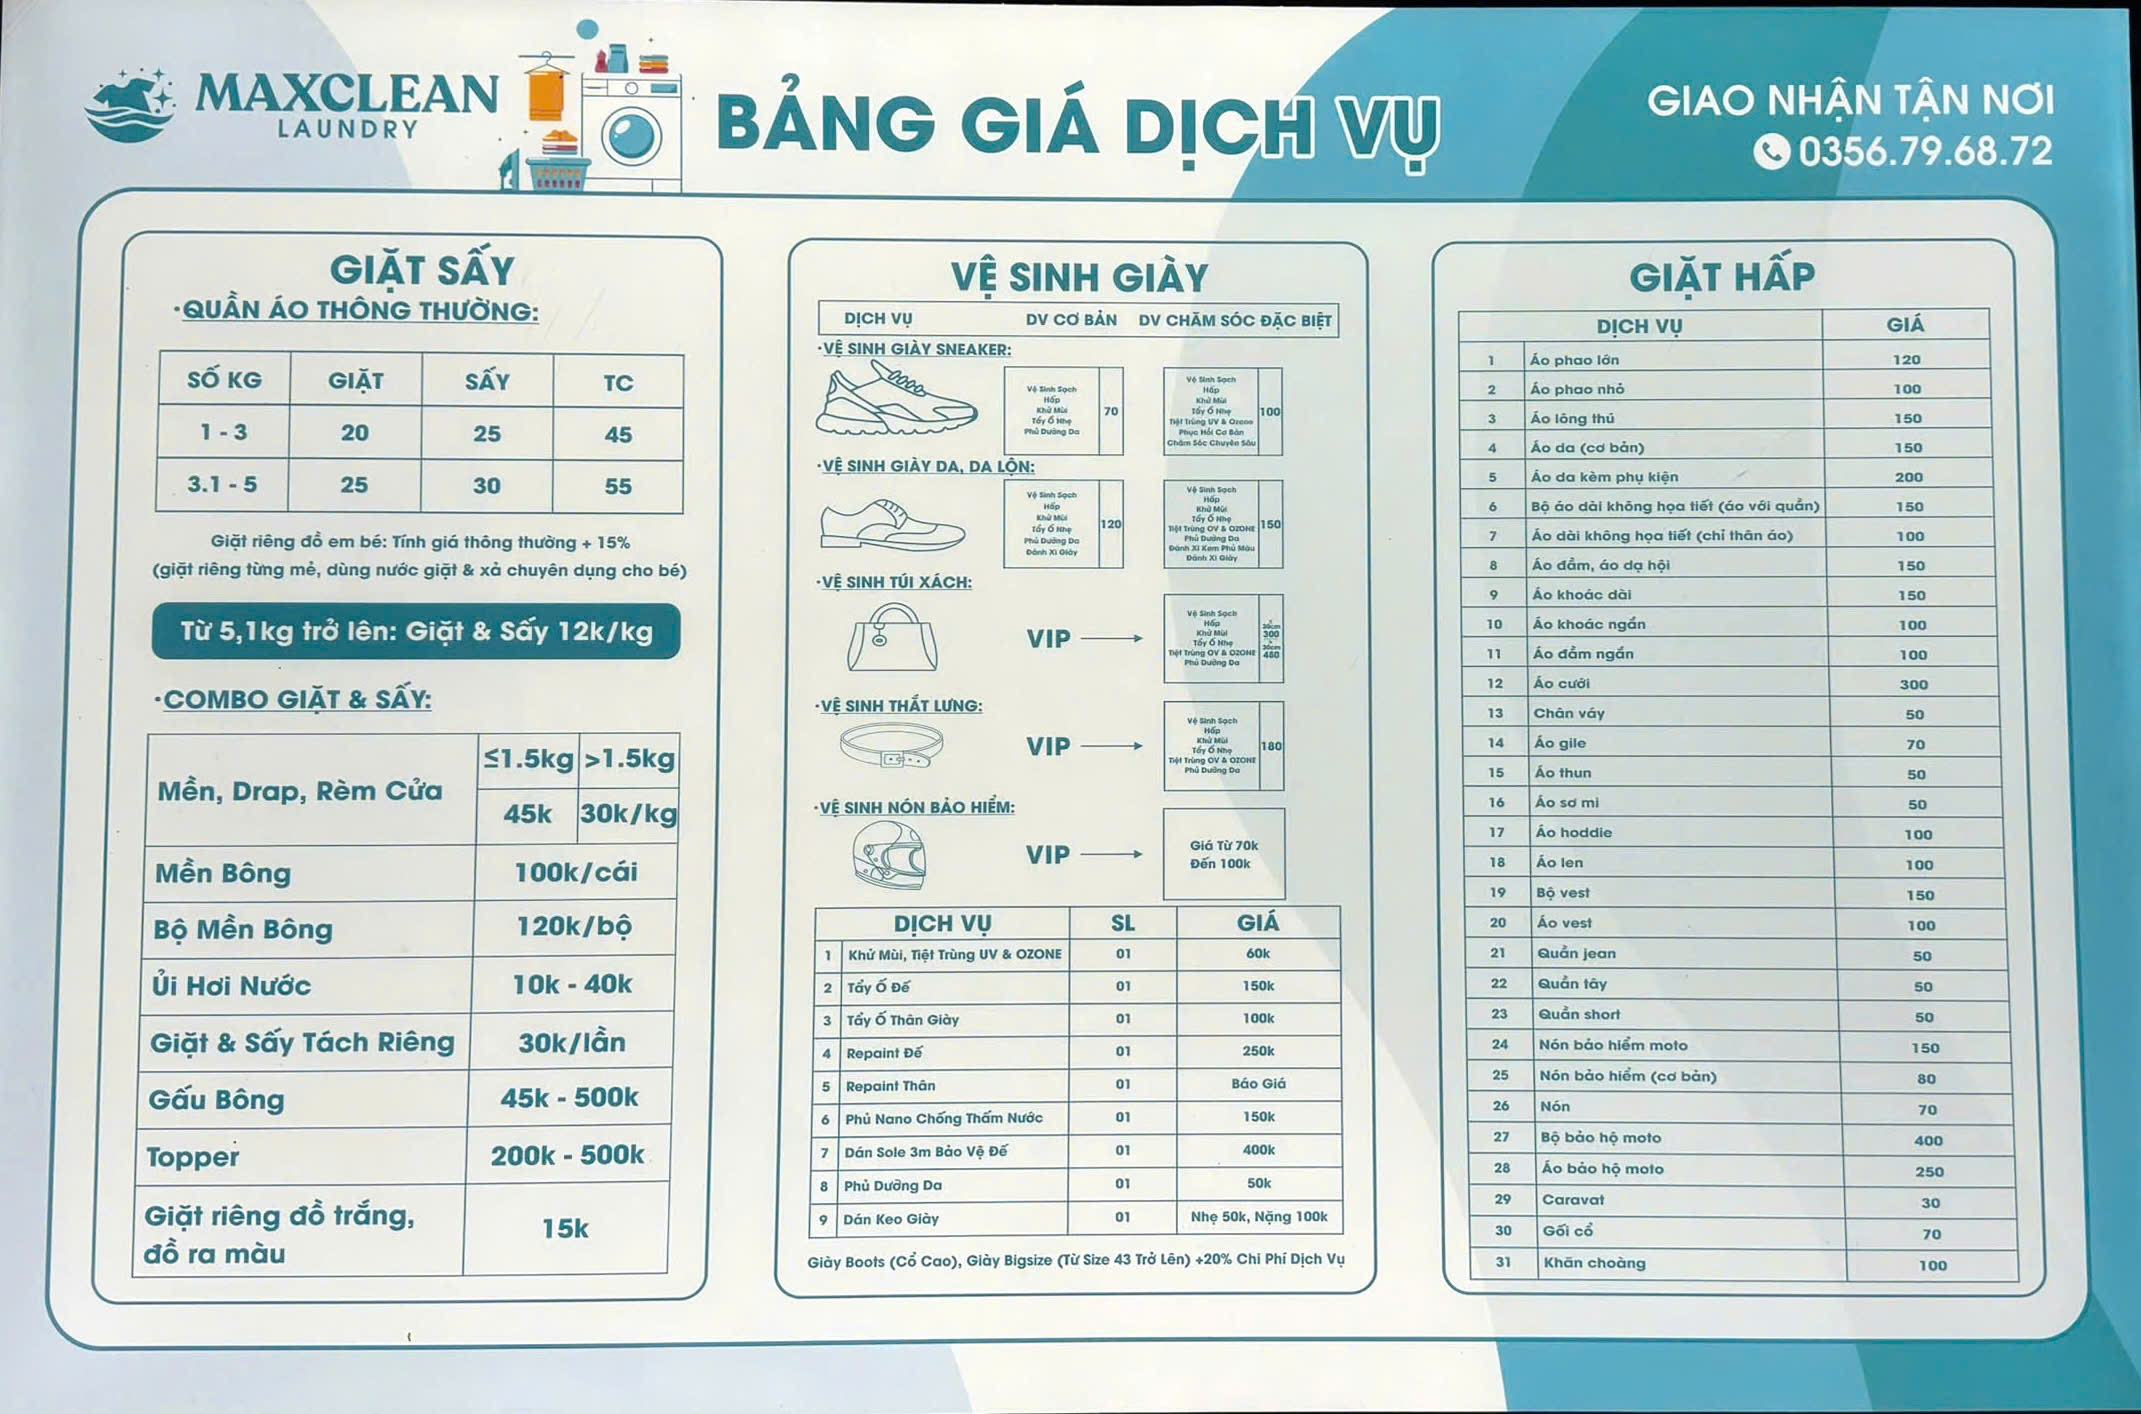 MAXCLEAN
LAUNDRY
BẢNG GIÁ DỊCH VỤ
GIAO NHẬN TẬN NƠI
0356.79.68.72
GIẶT SẤY
·QUẦN ÁO THÔNG THƯỜNG:
SỐ KG GIẶT SẤY TC
1 - 3 20 25 45
3.1 - 5 25 30 55
Giặt riêng đồ em bé: Tính giá thông thường + 15%
(giặt riêng từng mẻ, dùng nước giặt & xả chuyên dụng cho bé)
Từ 5,1kg trở lên: Giặt & Sấy 12k/kg
·COMBO GIẶT & SẤY:
Mền, Drap, Rèm Cửa ≤1.5kg >1.5kg
45k 30k/kg
Mền Bông 100k/cái
Bộ Mền Bông 120k/bộ
Ủi Hơi Nước 10k - 40k
Giặt & Sấy Tách Riêng 30k/lần
Gấu Bông 45k - 500k
Topper 200k - 500k
Giặt riêng đồ trắng,
đồ ra màu 15k
VỆ SINH GIÀY
DỊCH VỤ DV CƠ BẢN DV CHĂM SÓC ĐẶC BIỆT
·VỆ SINH GIÀY SNEAKER:
Vệ Sinh Sạch
Hấp
Khử Mùi
Tẩy Ố Nhẹ
Phủ Dưỡng Da
70
Vệ Sinh Sạch
Hấp
Khử Mùi
Tẩy Ố Nhẹ
Tiệt Trùng UV & Ozono
Phục Hồi Cơ Bản
Chăm Sóc Chuyên Sâu
100
·VỆ SINH GIÀY DA, DA LỘN:
Vệ Sinh Sạch
Hấp
Khử Mùi
Tẩy Ố Nhẹ
Phủ Dưỡng Da
Đánh Xi Giày
120
Vệ Sinh Sạch
Hấp
Khử Mùi
Tẩy Ố Nhẹ
Tiệt Trùng OV & OZONE
Phủ Dưỡng Da
Đánh Xi Kem Phủ Màu
Đánh Xi Giày
150
·VỆ SINH TÚI XÁCH:
VIP
Vệ Sinh Sạch
Hấp
Khử Mùi
Tẩy Ố Nhẹ
Tiệt Trùng OV & OZONE
Phủ Dưỡng Da
30cm
300
30cm
·VỆ SINH THẮT LƯNG:
VIP
Vệ Sinh Sạch
Hấp
Khử Mùi
Tẩy Ố Nhẹ
Tiệt Trùng OV & OZONE
Phủ Dưỡng Da
180
·VỆ SINH NÓN BẢO HIỂM:
VIP
Giá Từ 70k
Đến 100k
DỊCH VỤ SL GIÁ
1 Khử Mùi, Tiệt Trùng UV & OZONE 01 60k
2 Tẩy Ố Đế 01 150k
3 Tẩy Ố Thân Giày 01 100k
4 Repaint Đế 01 250k
5 Repaint Thân 01 Báo Giá
6 Phủ Nano Chống Thấm Nước 01 150k
7 Dán Sole 3m Bảo Vệ Đế 01 400k
8 Phủ Dưỡng Da 01 50k
9 Dán Keo Giày 01 Nhẹ 50k, Nặng 100k
Giày Boots (Cổ Cao), Giày Bigsize (Từ Size 43 Trở Lên) +20% Chi Phí Dịch Vụ
GIẶT HẤP
DỊCH VỤ GIÁ
1 Áo phao lớn 120
2 Áo phao nhỏ 100
3 Áo lông thú 150
4 Áo da (cơ bản) 150
5 Áo da kèm phụ kiện 200
6 Bộ áo dài không họa tiết (áo với quần) 150
7 Áo dài không họa tiết (chỉ thân áo) 100
8 Áo đầm, áo dạ hội 150
9 Áo khoác dài 150
10 Áo khoác ngắn 100
11 Áo đầm ngắn 100
12 Áo cưới 300
13 Chân váy 50
14 Áo gile 70
15 Áo thun 50
16 Áo sơ mi 50
17 Áo hoddie 100
18 Áo len 100
19 Bộ vest 150
20 Áo vest 100
21 Quần jean 50
22 Quần tây 50
23 Quần short 50
24 Nón bảo hiểm moto 150
25 Nón bảo hiểm (cơ bản) 80
26 Nón 70
27 Bộ bảo hộ moto 400
28 Áo bảo hộ moto 250
29 Caravat 30
30 Gối cổ 70
31 Khăn choàng 100